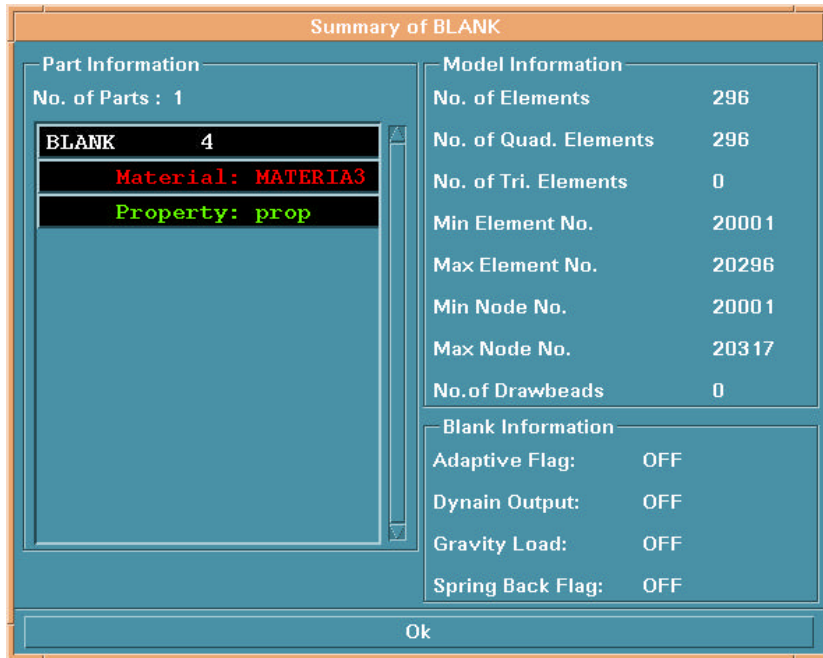 Summary of BLANK
Part Information
No. of Parts : 1
BLANK 4
Material: MATERIA3
Property: prop
Model Information
No. of Elements 296
No. of Quad. Elements 296
No. of Tri. Elements 0
Min Element No. 20001
Max Element No. 20296
Min Node No. 20001
Max Node No. 20317
No.of Drawbeads 0
Blank Information
Adaptive Flag: OFF
Dynain Output: OFF
Gravity Load: OFF
Spring Back Flag: OFF
Ok